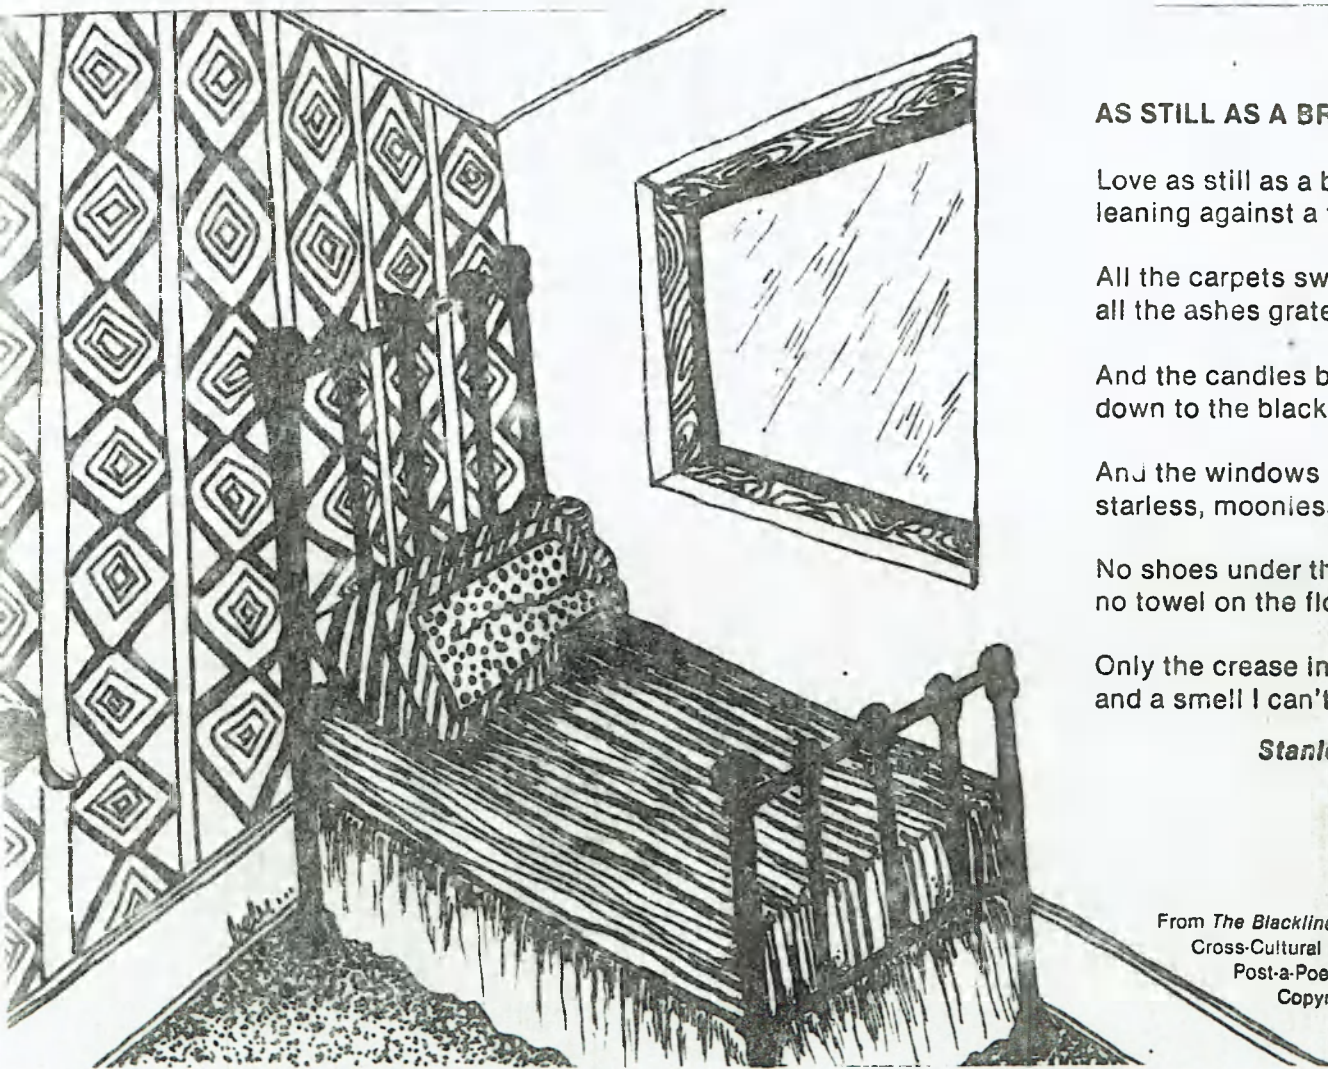 AS STILL AS A BR
Love as still as a b
leaning against a
All the carpets sw
all the ashes grate
And the candles b
down to the black
And the windows
starless, moonless
No shoes under th
no towel on the flo
Only the crease in
and a smell I can't
Stanl
From The Blackline
Cross-Cultural
Post-a-Poe
Copy